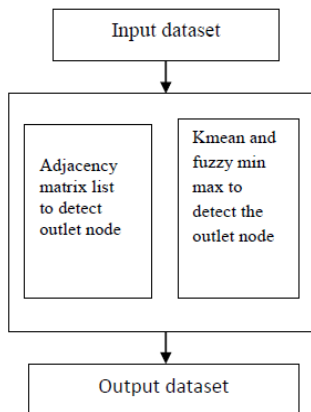 Input dataset
Adjacency
matrix list
to detect
outlet node
Kmean and
fuzzy min
max to
detect the
outlet node
Output dataset